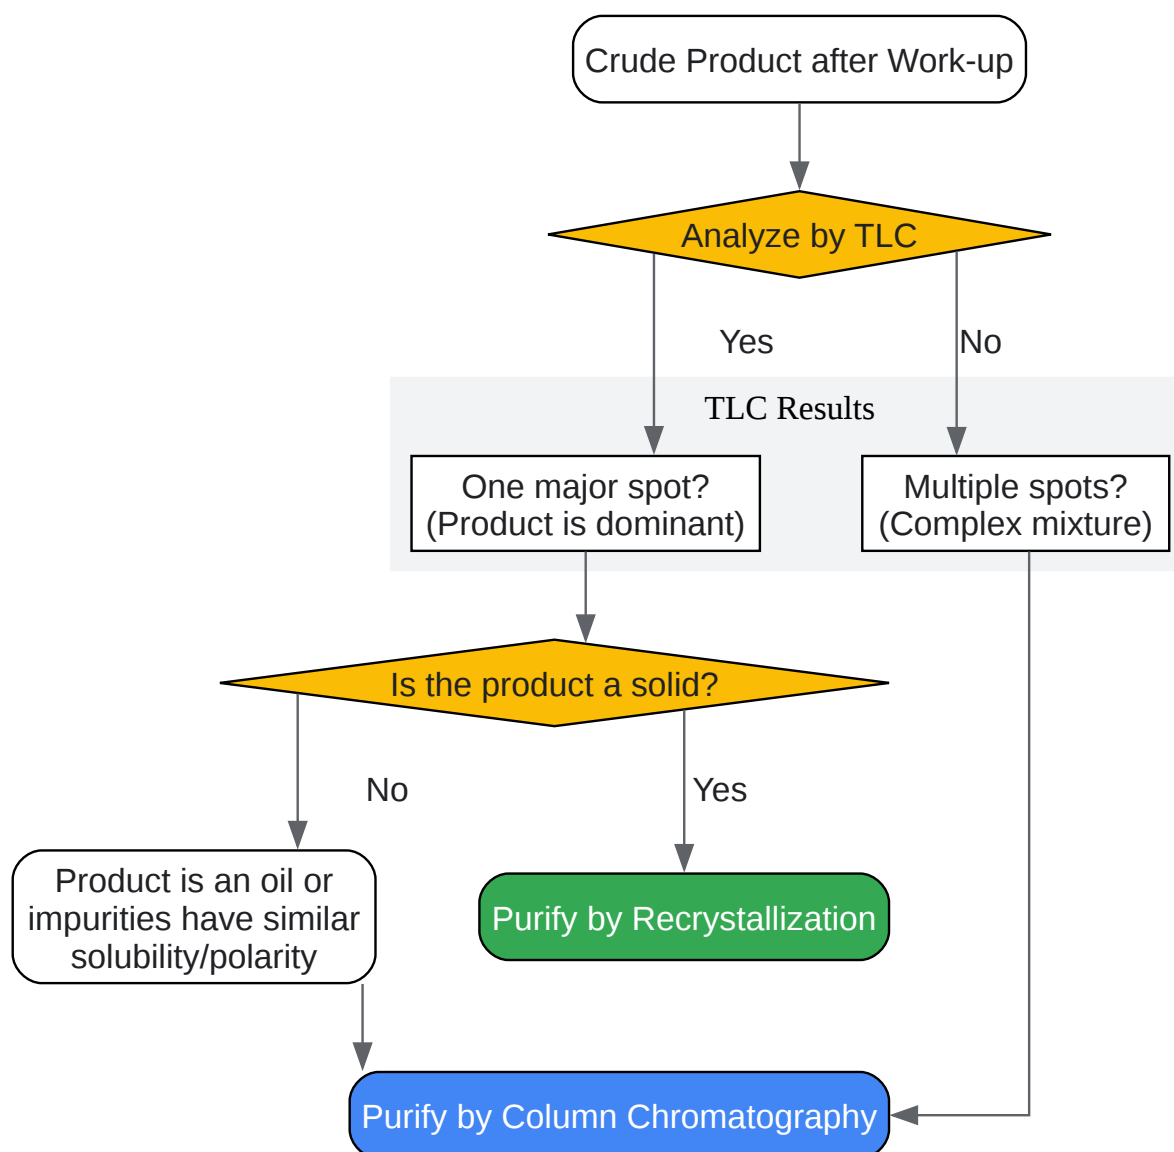 Crude Product after Work-up
Analyze by TLC
Yes
No
TLC Results
One major spot?
(Product is dominant)
Multiple spots?
(Complex mixture)
Is the product a solid?
No
Yes
Product is an oil or
impurities have similar
solubility/polarity
Purify by Recrystallization
Purify by Column Chromatography